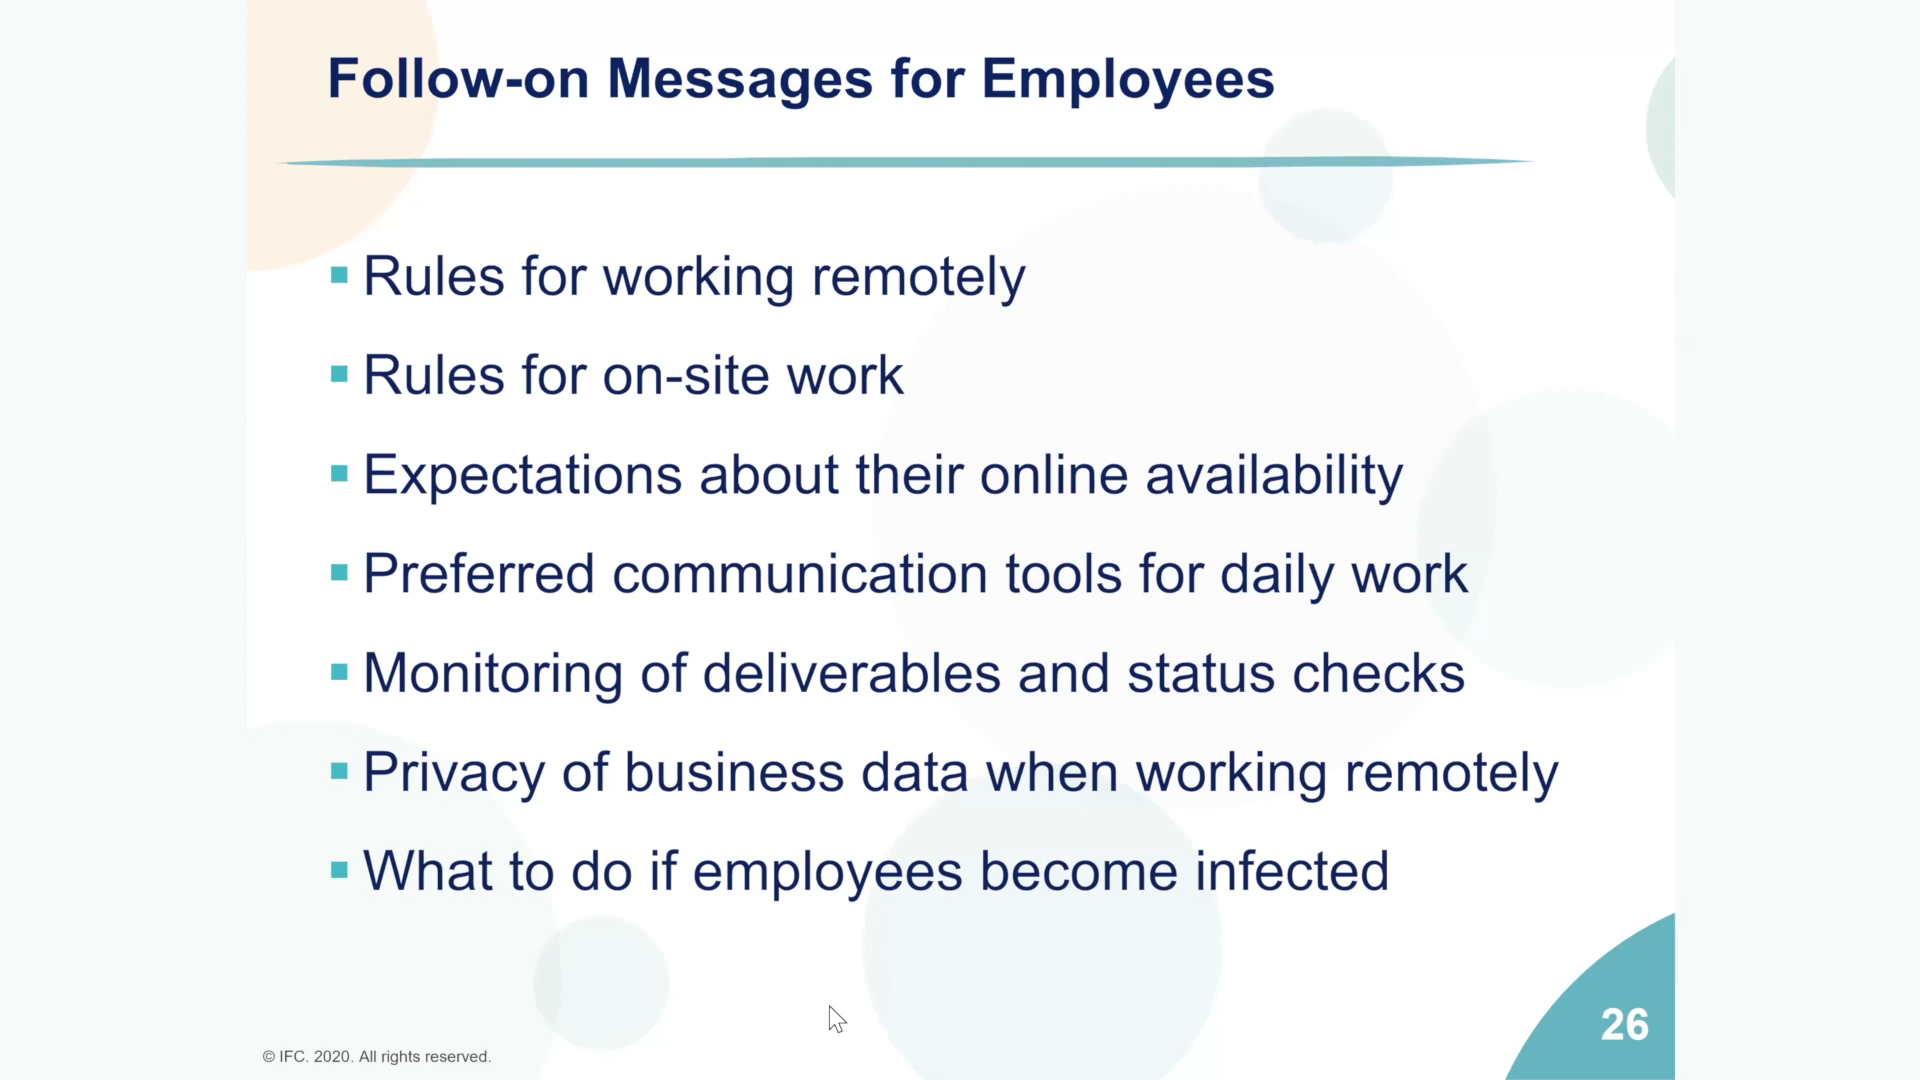 Follow-on Messages for Employees
Rules for working remotely
Rules for on-site work
Expectations about their online availability
Preferred communication tools for daily work
Monitoring of deliverables and status checks
Privacy of business data when working remotely
What to do if employees become infected
26
© IFC. 2020. All rights reserved.